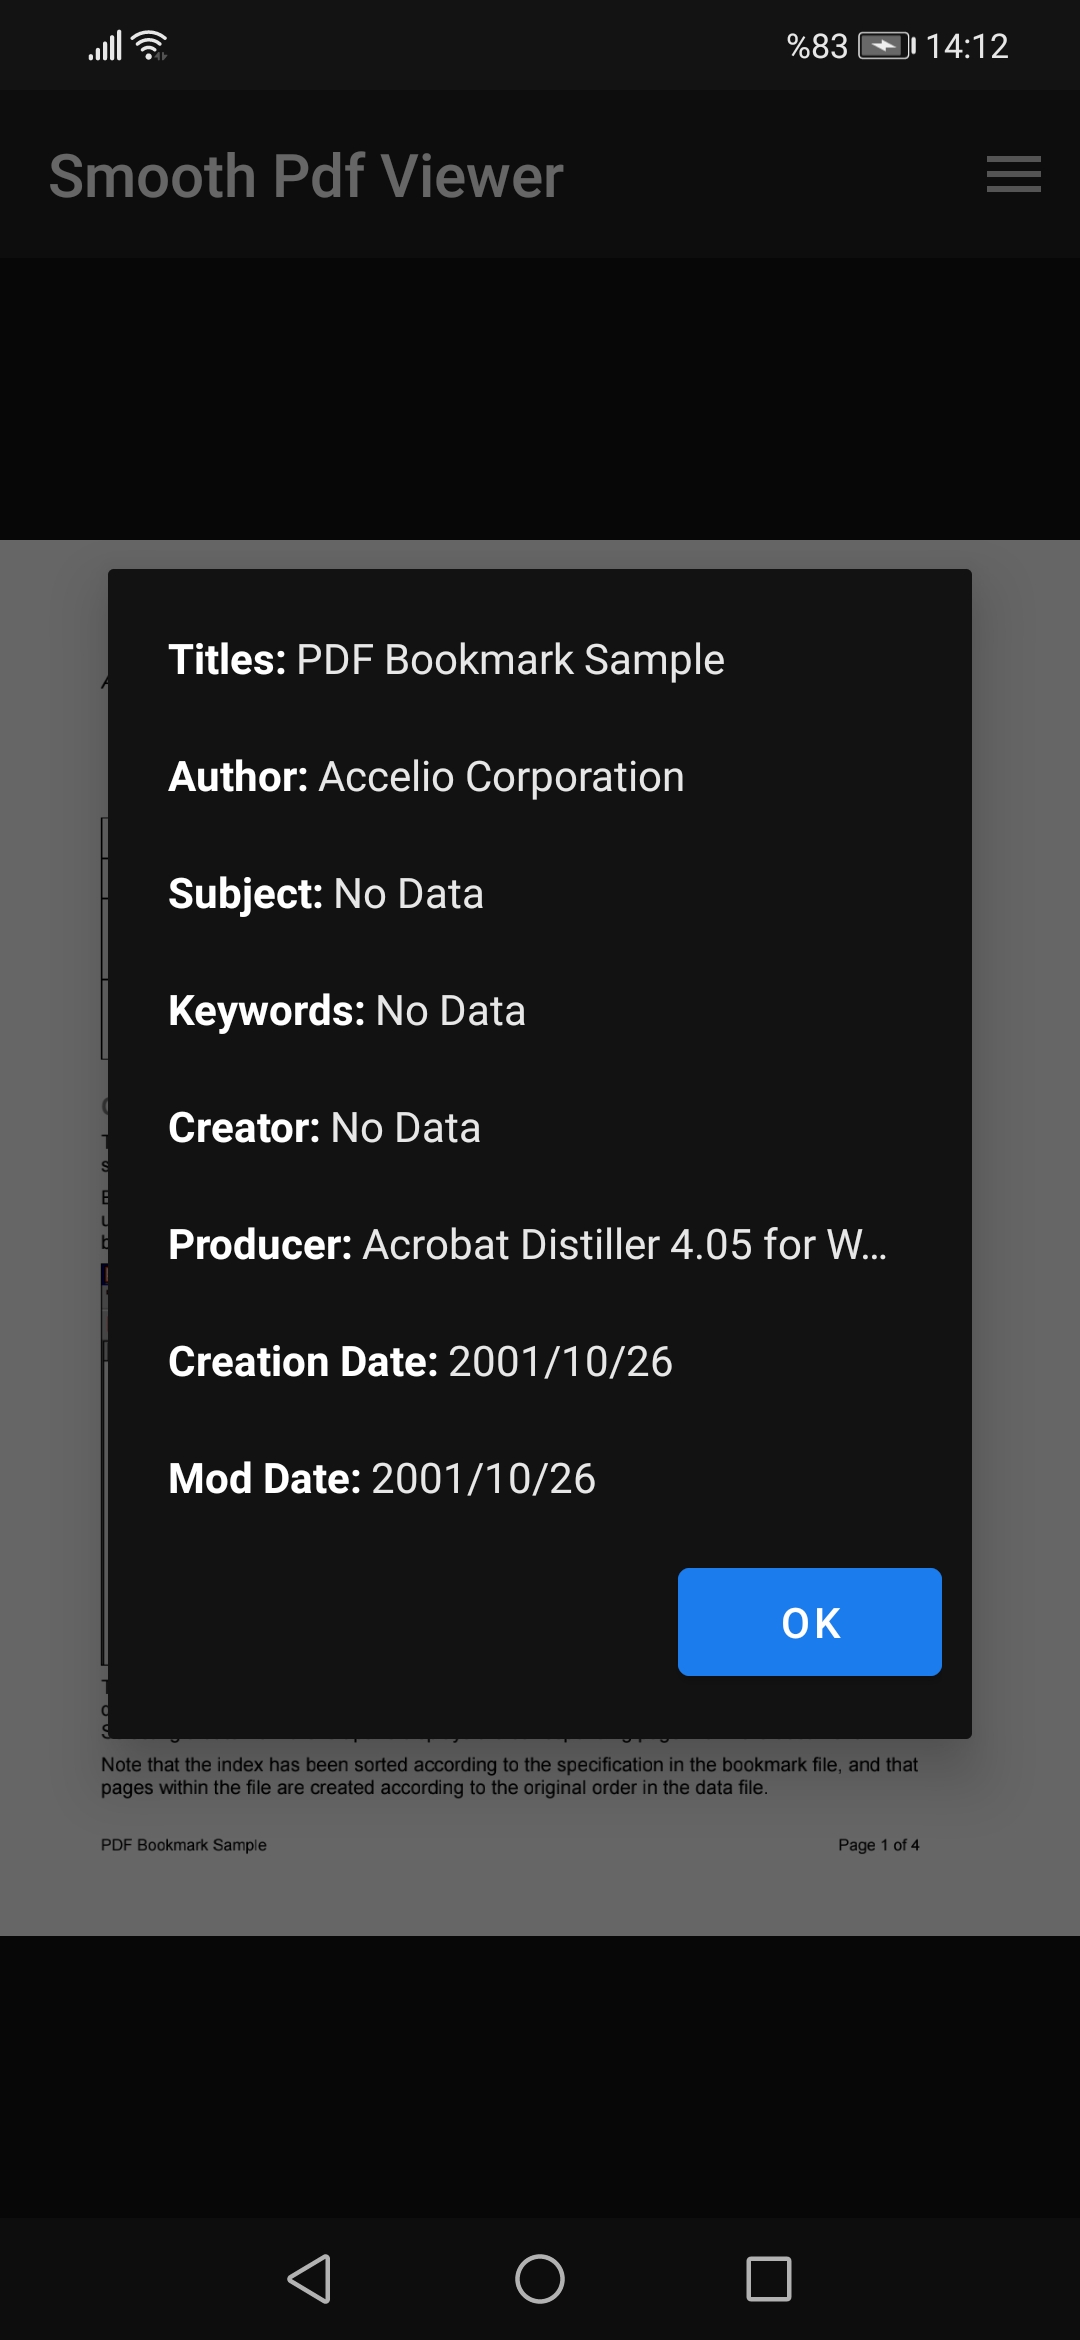 %83 14:12
Smooth Pdf Viewer
Titles: PDF Bookmark Sample
Author: Accelio Corporation
Subject: No Data
Keywords: No Data
Creator: No Data
Producer: Acrobat Distiller 4.05 for W...
Creation Date: 2001/10/26
Mod Date: 2001/10/26
OK
Note that the index has been sorted according to the specification in the bookmark file, and that
pages within the file are created according to the original order in the data file.
PDF Bookmark Sample
Page 1 of 4